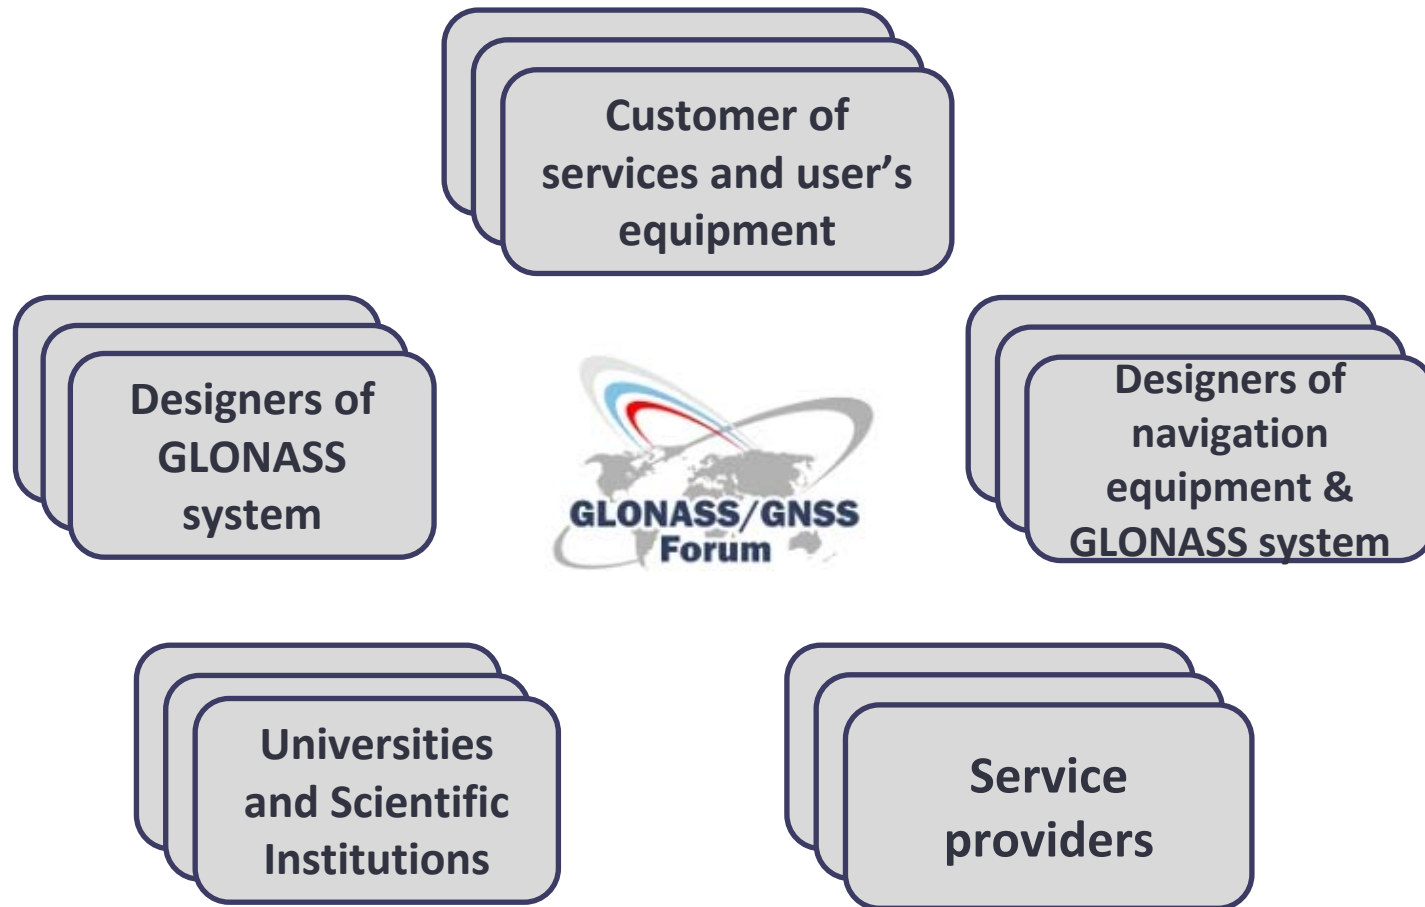 Customer of
services and user’s
equipment
Designers of
GLONASS
system
GLONASS/GNSS
Forum
Designers of
navigation
equipment &
GLONASS system
Universities
and Scientific
Institutions
Service
providers